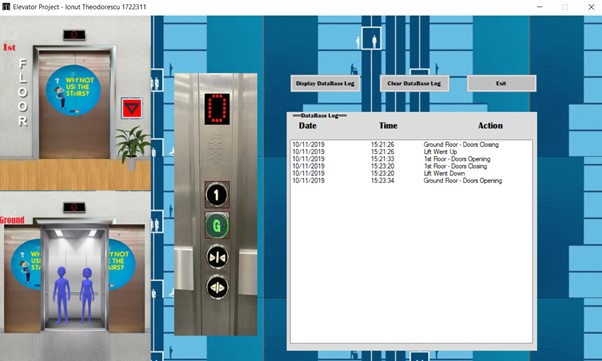 Elevator Project - Ionut Theodorescu 1722311
0
1st
FLOOR
WHY NOT
USE THE
STAIRS?
Display DataBase Log
Clear DataBase Log
Exit
DataBase Log
Date Time Action
10/11/2019 15:21:26 Ground Floor - Doors Closing
10/11/2019 15:21:26 Lift Went Up
10/11/2019 15:21:33 1st Floor - Doors Opening
10/11/2019 15:23:20 1st Floor - Doors Closing
10/11/2019 15:23:20 Lift Went Down
10/11/2019 15:23:34 Ground Floor - Doors Opening
0
1
G
Ground
0
WHY NOT
USE THE
STAIRS?